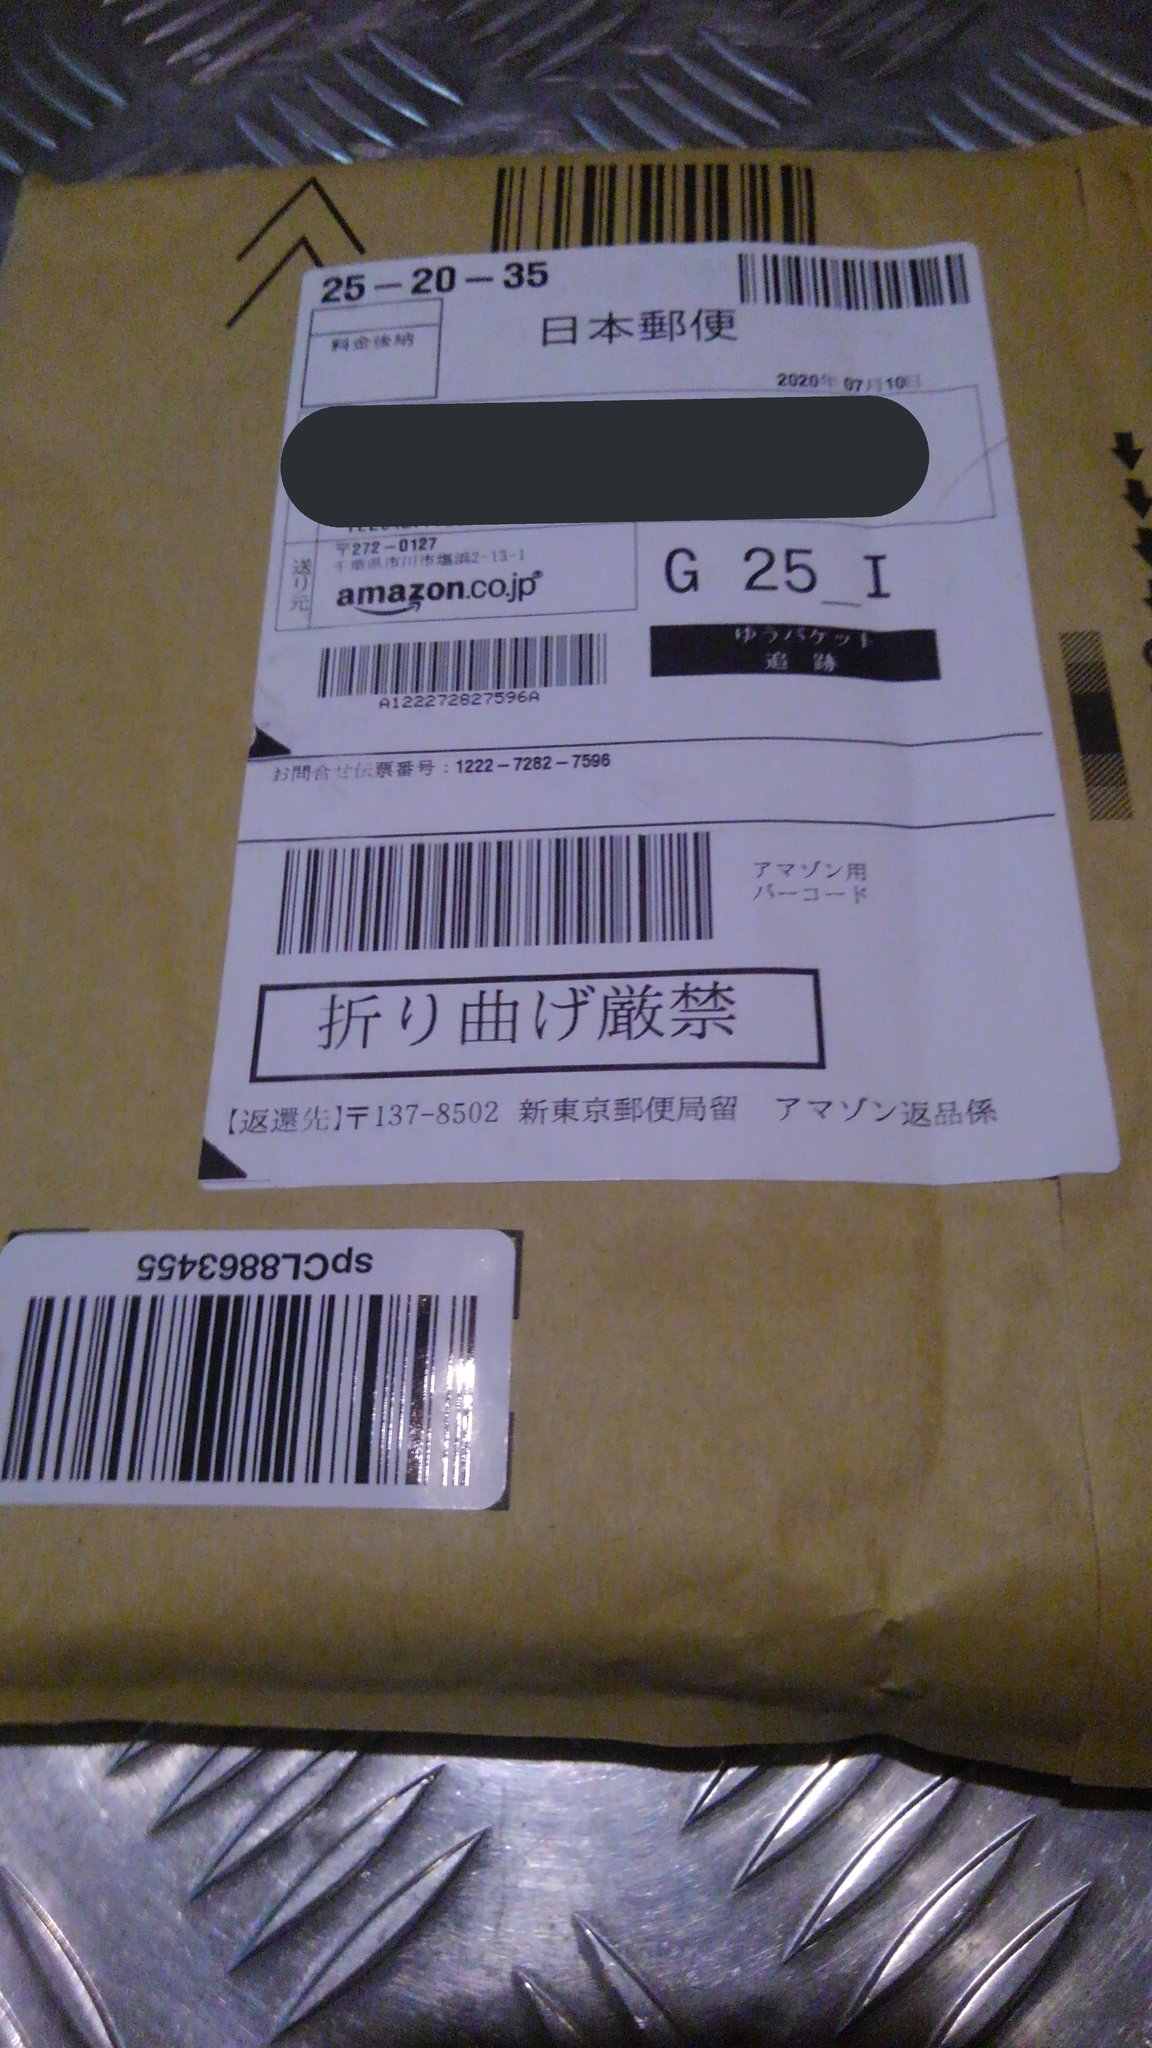 25-20-35
料金後納
日本郵便
2020年 07月10日
送り元
〒272-0127
千葉県市川市塩浜2-13-1
amazon.co.jp
G 25_I
ゆうパケット
追跡
A122272827596A
お問合せ伝票番号:1222-7282-7596
アマゾン用
バーコード
折り曲げ厳禁
【返還先】〒137-8502 新東京郵便局留 アマゾン返品係
spCL8863455